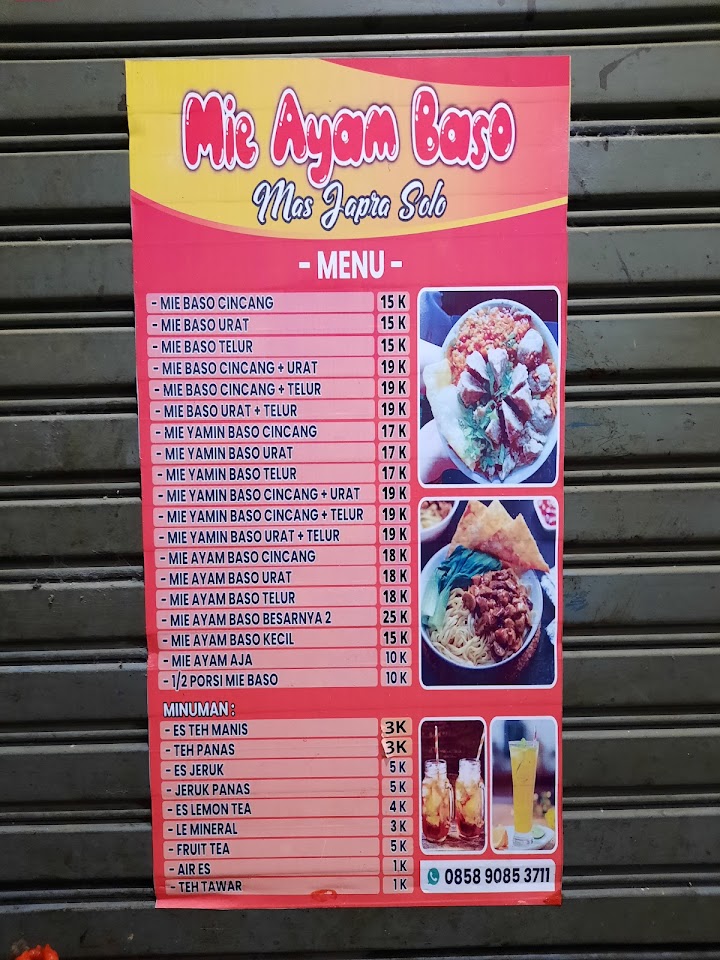 Mie Ayam Baso
Mas Japra Solo
- MENU -
- MIE BASO CINCANG 15 K
- MIE BASO URAT 15 K
- MIE BASO TELUR 15 K
- MIE BASO CINCANG + URAT 19 K
- MIE BASO CINCANG + TELUR 19 K
- MIE BASO URAT + TELUR 19 K
- MIE YAMIN BASO CINCANG 17 K
- MIE YAMIN BASO URAT 17 K
- MIE YAMIN BASO TELUR 17 K
- MIE YAMIN BASO CINCANG + URAT 19 K
- MIE YAMIN BASO CINCANG + TELUR 19 K
- MIE YAMIN BASO URAT + TELUR 19 K
- MIE AYAM BASO CINCANG 18 K
- MIE AYAM BASO URAT 18 K
- MIE AYAM BASO TELUR 18 K
- MIE AYAM BASO BESARNYA 2 25 K
- MIE AYAM BASO KECIL 15 K
- MIE AYAM AJA 10 K
- 1/2 PORSI MIE BASO 10 K
MINUMAN :
- ES TEH MANIS 3K
- TEH PANAS 3K
- ES JERUK 5 K
- JERUK PANAS 5 K
- ES LEMON TEA 4 K
- LE MINERAL 3 K
- FRUIT TEA 5 K
- AIR ES 1 K
- TEH TAWAR 1 K
0858 9085 3711